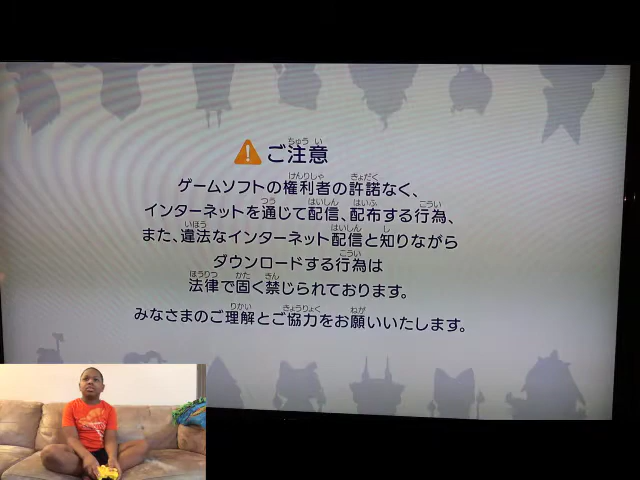 ご注意
ゲームソフトの権利者の許諾なく、
インターネットを通じて配信、配布する行為、
また、違法なインターネット配信と知りながら
ダウンロードする行為は
法律で固く禁じられております。
みなさまのご理解とご協力をお願いいたします。